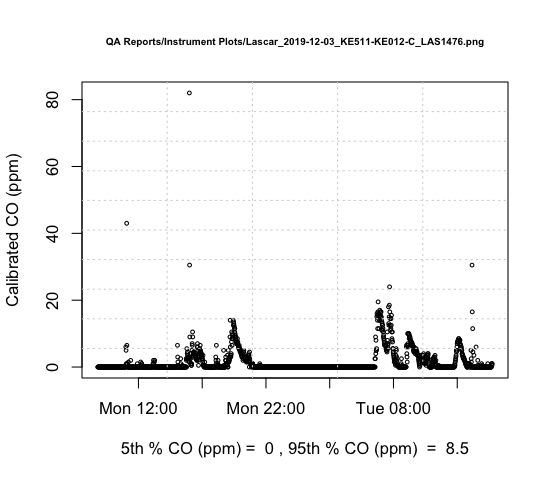 QA Reports/Instrument Plots/Lascar_2019-12-03_KE511-KE012-C_LAS1476.png
Calibrated CO (ppm)
80
60
40
20
0
Mon 12:00 Mon 22:00 Tue 08:00
5th % CO (ppm) = 0 , 95th % CO (ppm) = 8.5